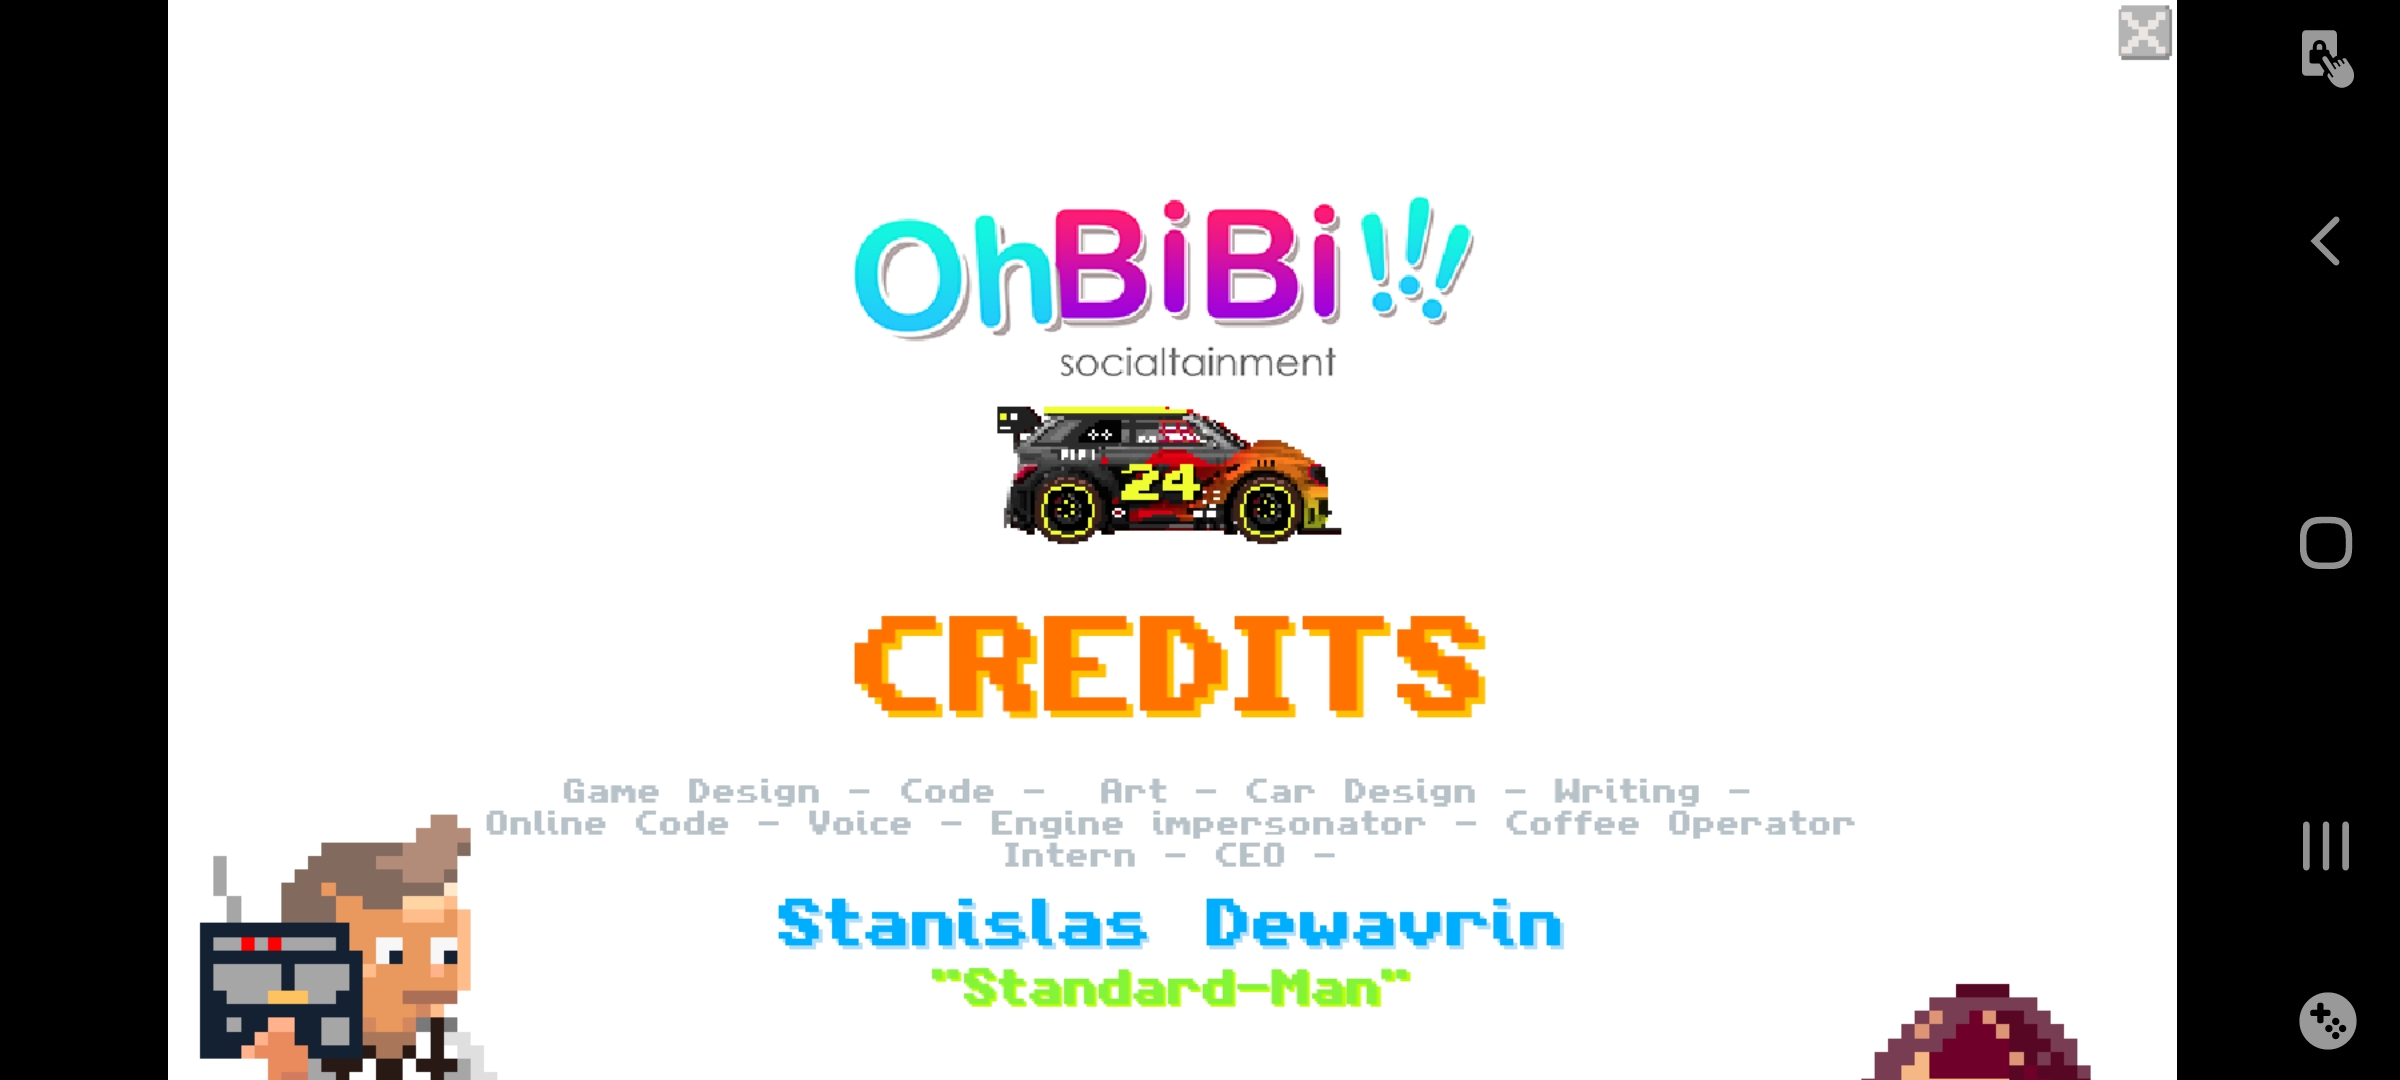 OhBiBi!!!
socialtainment
24
CREDITS
Game Design - Code - Art - Car Design - Writing -
Online Code - Voice - Engine impersonator - Coffee Operator
Intern - CEO -
Stanislas Dewavrin
"Standard-Man"